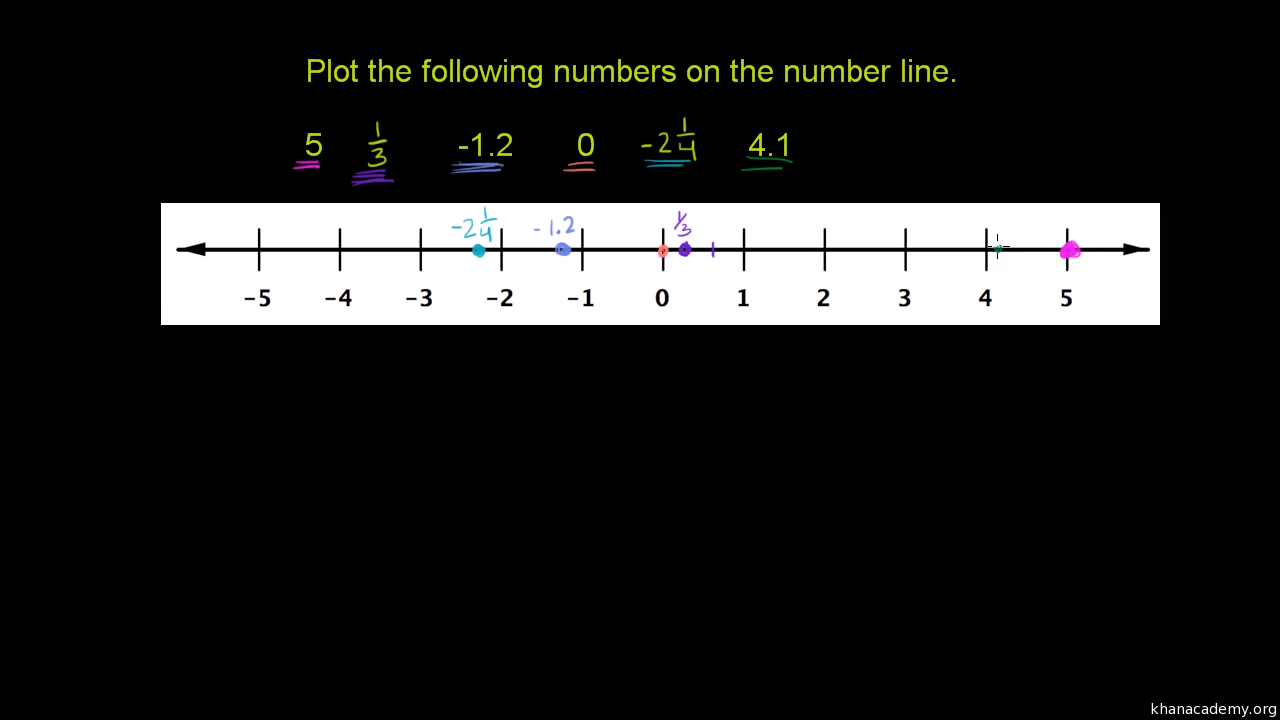 Plot the following numbers on the number line.
5 1/3 -1.2 0 -2 1/4 4.1
-2 1/4 -1.2 1/3
-5 -4 -3 -2 -1 0 1 2 3 4 5
khanacademy.org